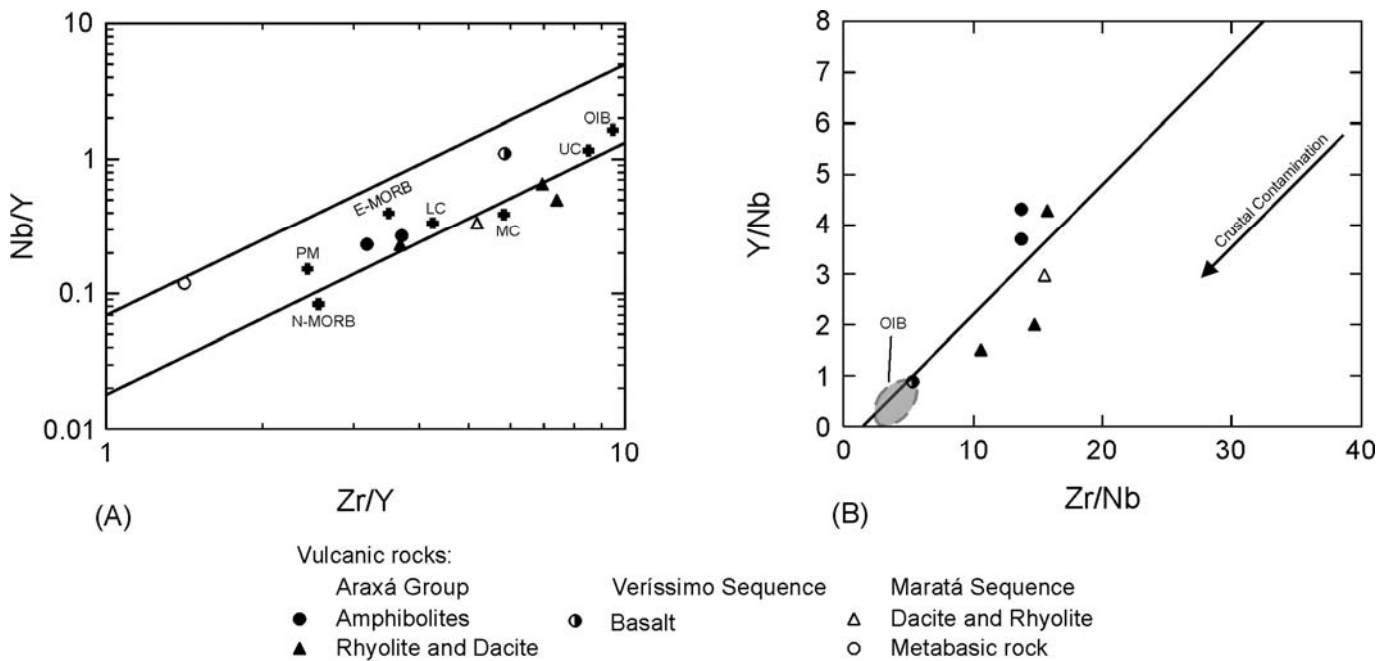 10
1
0.1
0.01
Nb/Y
OIB
UC
E-MORB
LC
MC
PM
N-MORB
1
10
Zr/Y
(A)
8
7
6
5
4
3
2
1
0
Y/Nb
Crustal Contamination
OIB
0
10
20
30
40
Zr/Nb
(B)
Vulcanic rocks:
Araxá Group
Amphibolites
Rhyolite and Dacite
Veríssimo Sequence
Basalt
Maratá Sequence
Dacite and Rhyolite
Metabasic rock